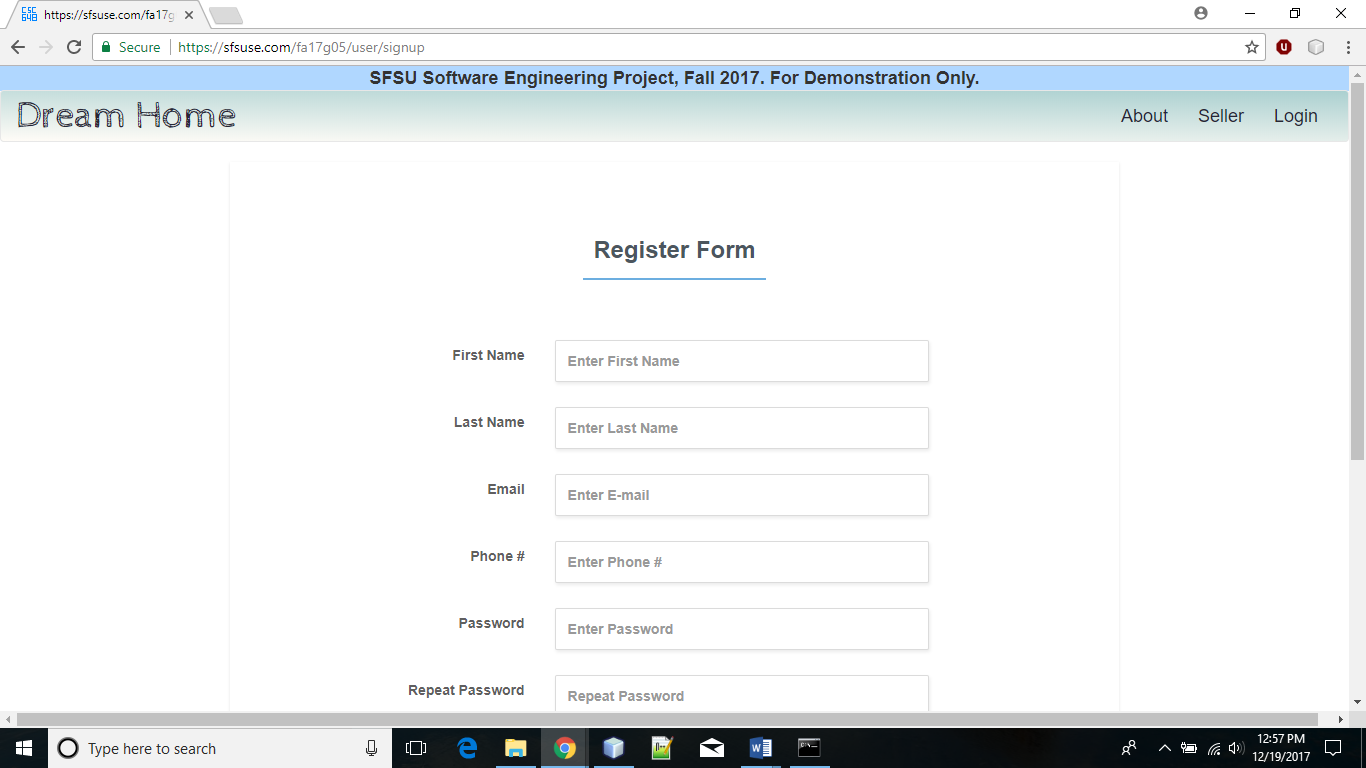 https://sfsuse.com/fa17g
Secure https://sfsuse.com/fa17g05/user/signup
SFSU Software Engineering Project, Fall 2017. For Demonstration Only.
Dream Home
About Seller Login
Register Form
First Name Enter First Name
Last Name Enter Last Name
Email Enter E-mail
Phone # Enter Phone #
Password Enter Password
Repeat Password Repeat Password
Type here to search
12:57 PM
12/19/2017